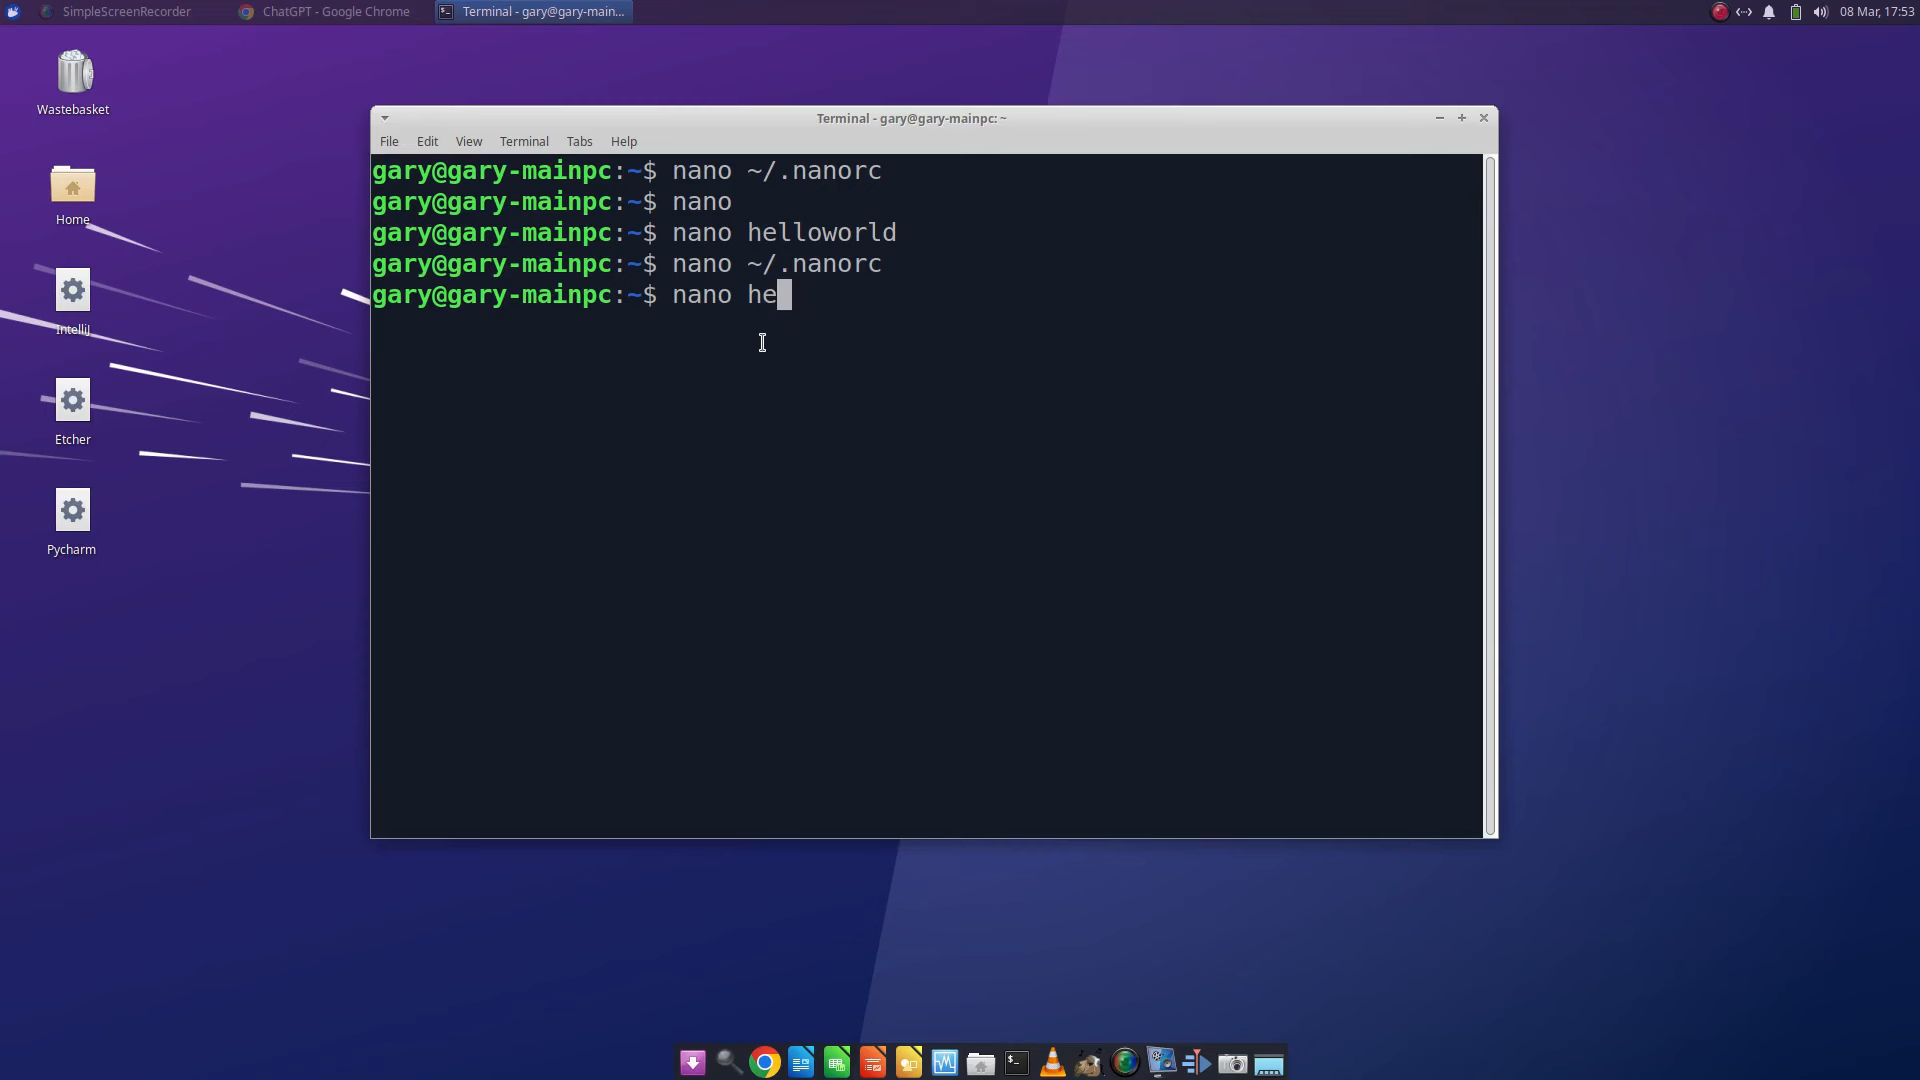 SimpleScreenRecorder
ChatGPT - Google Chrome
Terminal - gary@gary-main...
08 Mar, 17:53
Wastebasket
Home
IntelliJ
Etcher
Pycharm
Terminal - gary@gary-mainpc: ~
File Edit View Terminal Tabs Help
gary@gary-mainpc:~$ nano ~/.nanorc
gary@gary-mainpc:~$ nano
gary@gary-mainpc:~$ nano helloworld
gary@gary-mainpc:~$ nano ~/.nanorc
gary@gary-mainpc:~$ nano he